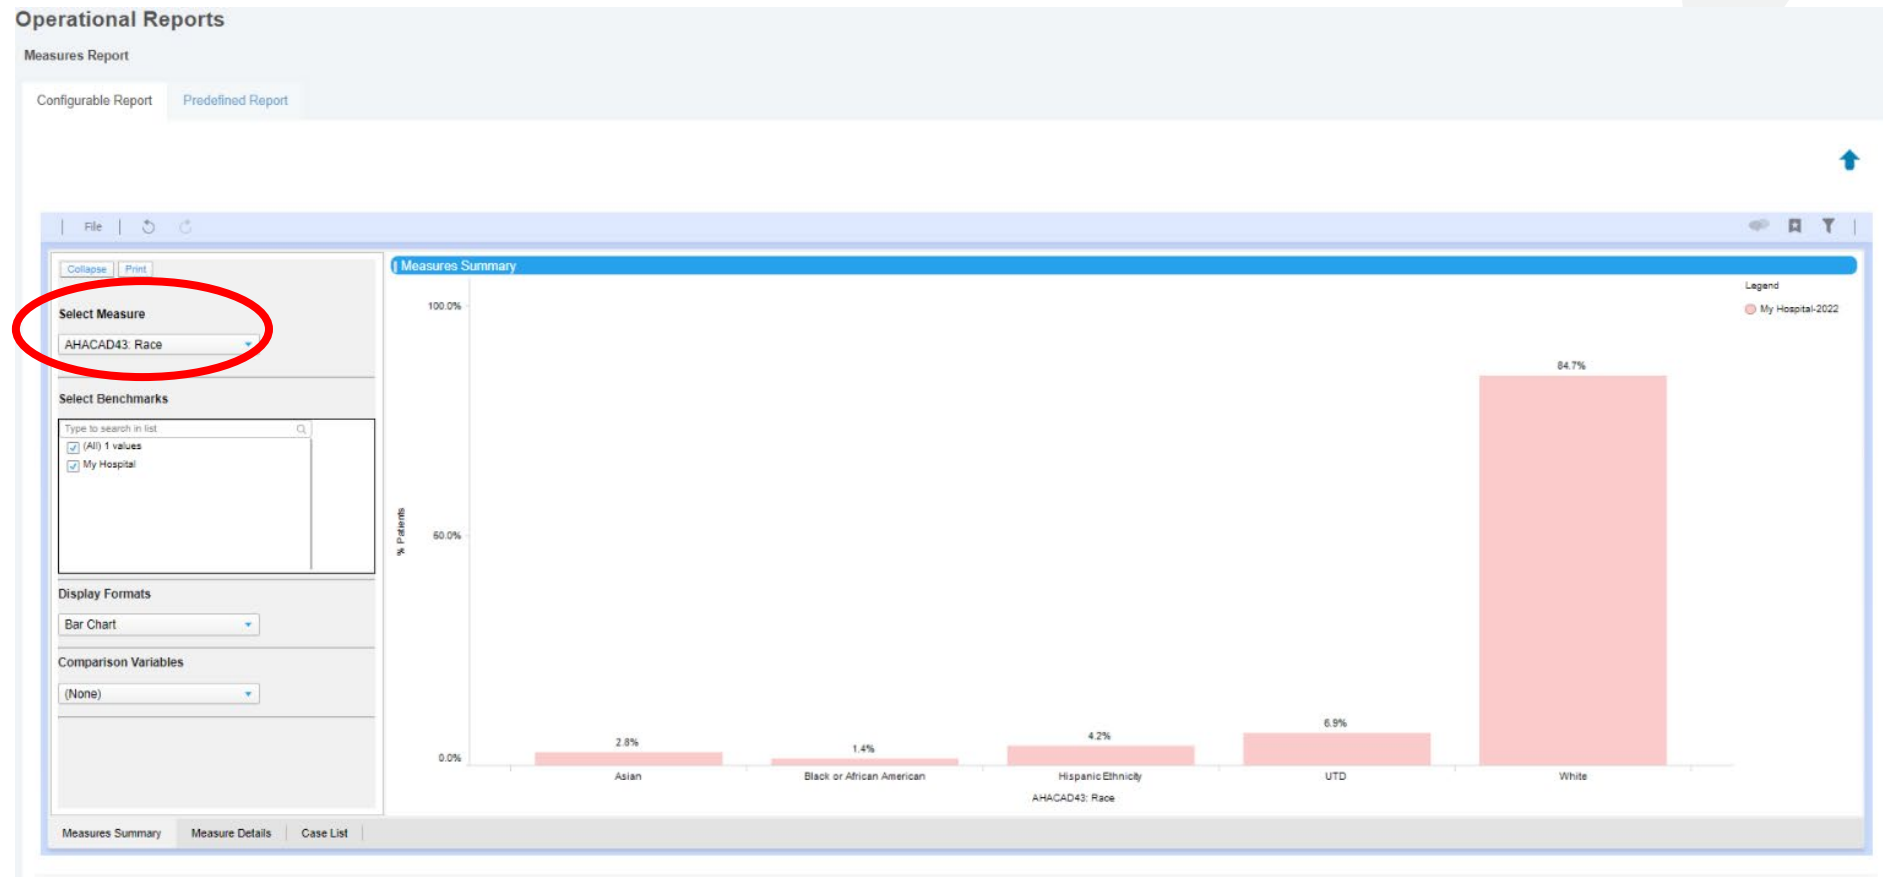 Operational Reports
Measures Report
Configurable Report Predefined Report
File
Collapse Print
Select Measure
AHACAD43: Race
Select Benchmarks
Type to search in list
(All) 1 values
My Hospital
Display Formats
Bar Chart
Comparison Variables
(None)
Measures Summary
Legend
My Hospital-2022
100.0%
50.0%
0.0%
% Patients
2.8%
1.4%
4.2%
6.9%
84.7%
Asian Black or African American Hispanic Ethnicity UTD White
AHACAD43: Race
Measures Summary Measure Details Case List